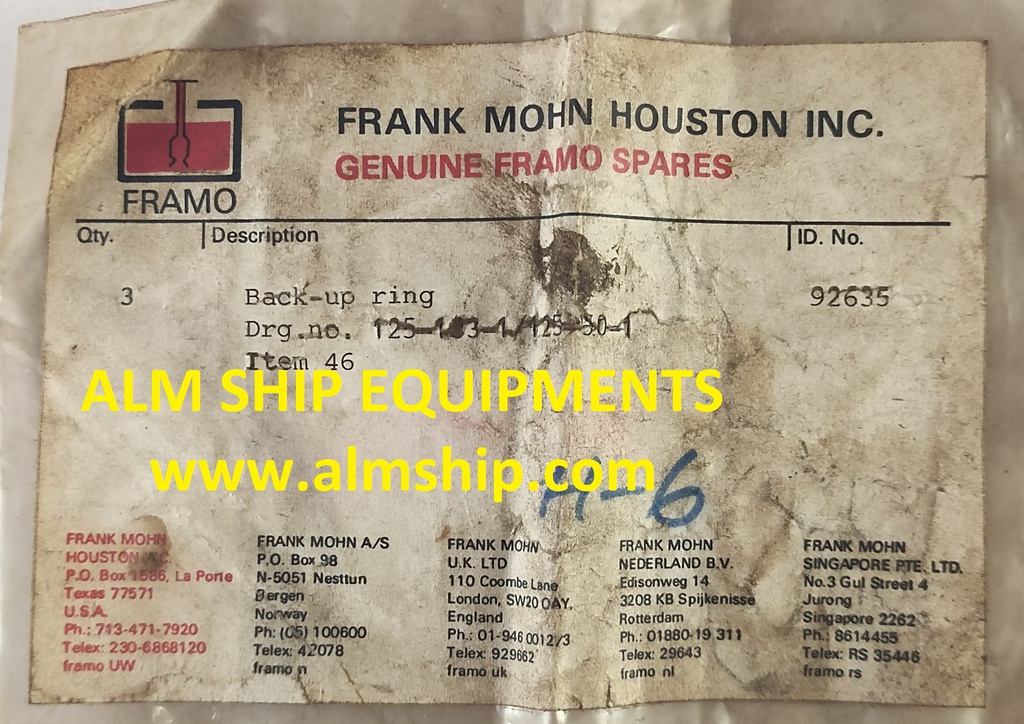 FRANK MOHN HOUSTON INC.
GENUINE FRAMO SPARES
FRAMO
Qty. Description ID. No.
3 Back-up ring 92635
Drg.no.
Item 46
ALM SHIP EQUIPMENTS
www.almship.com
H-6
FRANK MOHN
HOUSTON INC.
P.O. Box 1586, La Porte
Texas 77571
U.S.A.
Ph.: 713-471-7920
Telex: 230-6868120
framo UW
FRANK MOHN A/S
P.O. Box 98
N-5051 Nesttun
Bergen
Norway
Ph: (05) 100600
Telex: 42078
framo n
FRANK MOHN
U.K. LTD
110 Coombe Lane
London, SW20 OAY,
England
Ph.: 01-946 0012/3
Telex: 929662
framo uk
FRANK MOHN
NEDERLAND B.V.
Edisonweg 14
3208 KB Spijkenisse
Rotterdam
Ph.: 01880-19 311
Telex: 29643
framo nl
FRANK MOHN
SINGAPORE PTE. LTD.
No.3 Gul Street 4
Jurong
Singapore 2262
Ph.: 8614455
Telex: RS 35446
framo rs